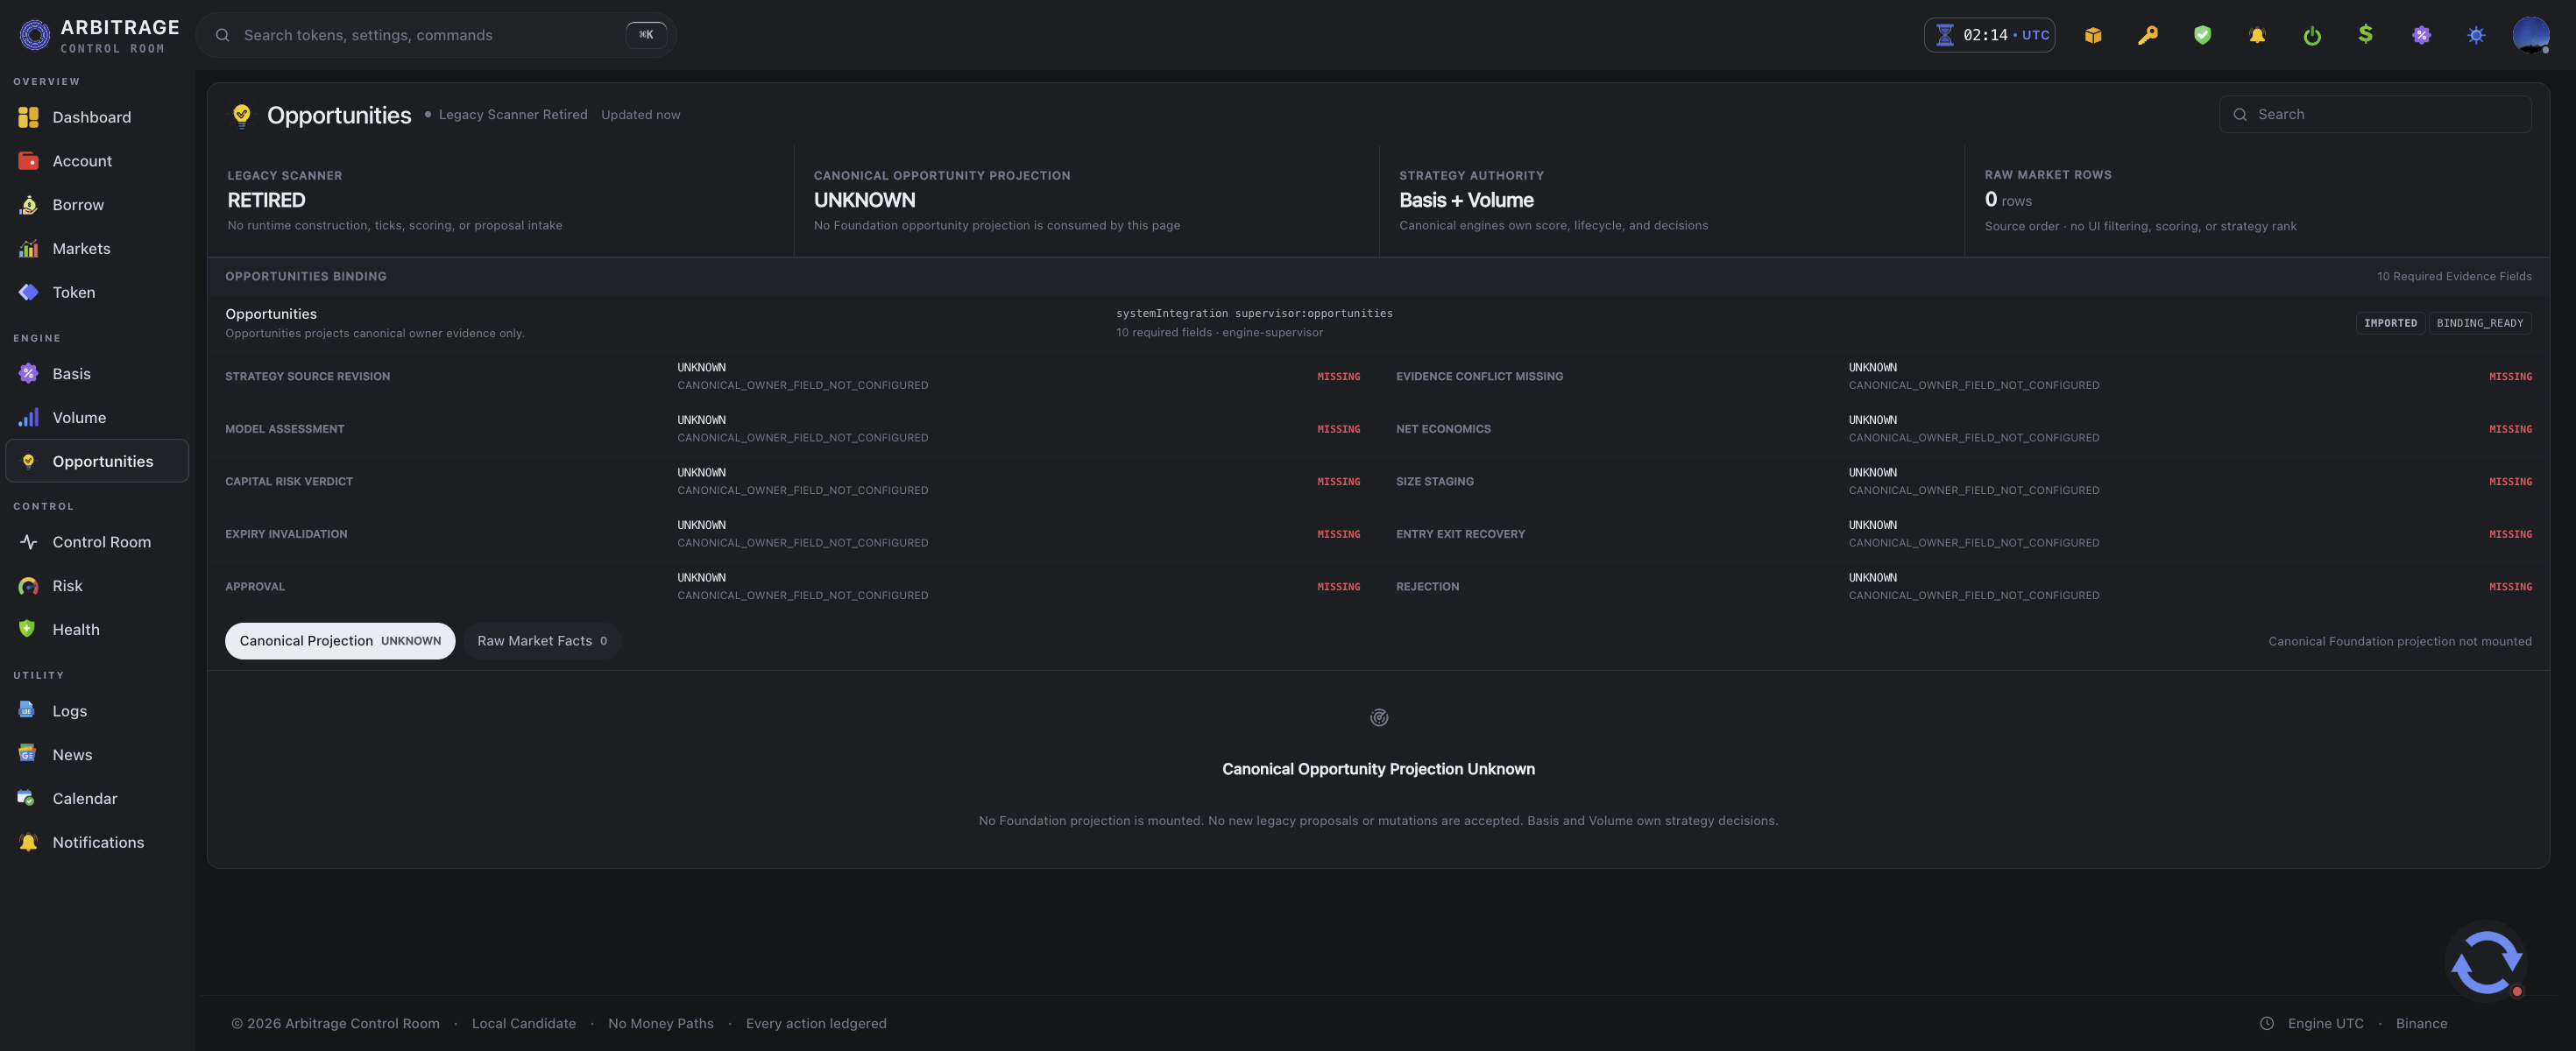 ARBITRAGE
CONTROL ROOM
Search tokens, settings, commands
⌘K
02:14 • UTC
OVERVIEW
Dashboard
Account
Borrow
Markets
Token
ENGINE
Basis
Volume
Opportunities
CONTROL
Control Room
Risk
Health
UTILITY
Logs
News
Calendar
Notifications
Opportunities • Legacy Scanner Retired Updated now
Search
LEGACY SCANNER
RETIRED
No runtime construction, ticks, scoring, or proposal intake
CANONICAL OPPORTUNITY PROJECTION
UNKNOWN
No Foundation opportunity projection is consumed by this page
STRATEGY AUTHORITY
Basis + Volume
Canonical engines own score, lifecycle, and decisions
RAW MARKET ROWS
0 rows
Source order · no UI filtering, scoring, or strategy rank
OPPORTUNITIES BINDING
10 Required Evidence Fields
Opportunities
Opportunities projects canonical owner evidence only.
systemIntegration supervisor:opportunities
10 required fields · engine-supervisor
IMPORTED
BINDING_READY
STRATEGY SOURCE REVISION
UNKNOWN
CANONICAL_OWNER_FIELD_NOT_CONFIGURED
MISSING
EVIDENCE CONFLICT MISSING
UNKNOWN
CANONICAL_OWNER_FIELD_NOT_CONFIGURED
MISSING
MODEL ASSESSMENT
UNKNOWN
CANONICAL_OWNER_FIELD_NOT_CONFIGURED
MISSING
NET ECONOMICS
UNKNOWN
CANONICAL_OWNER_FIELD_NOT_CONFIGURED
MISSING
CAPITAL RISK VERDICT
UNKNOWN
CANONICAL_OWNER_FIELD_NOT_CONFIGURED
MISSING
SIZE STAGING
UNKNOWN
CANONICAL_OWNER_FIELD_NOT_CONFIGURED
MISSING
EXPIRY INVALIDATION
UNKNOWN
CANONICAL_OWNER_FIELD_NOT_CONFIGURED
MISSING
ENTRY EXIT RECOVERY
UNKNOWN
CANONICAL_OWNER_FIELD_NOT_CONFIGURED
MISSING
APPROVAL
UNKNOWN
CANONICAL_OWNER_FIELD_NOT_CONFIGURED
MISSING
REJECTION
UNKNOWN
CANONICAL_OWNER_FIELD_NOT_CONFIGURED
MISSING
Canonical Projection UNKNOWN
Raw Market Facts 0
Canonical Foundation projection not mounted
Canonical Opportunity Projection Unknown
No Foundation projection is mounted. No new legacy proposals or mutations are accepted. Basis and Volume own strategy decisions.
© 2026 Arbitrage Control Room · Local Candidate · No Money Paths · Every action ledgered
Engine UTC · Binance